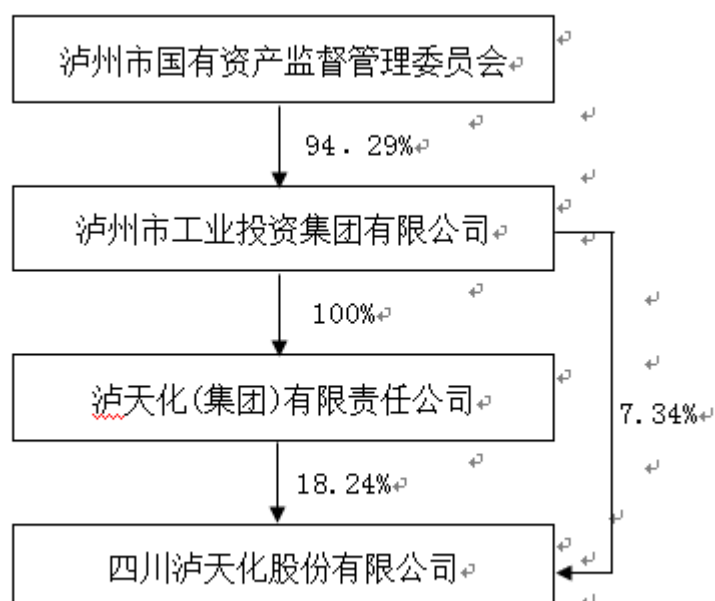 泸州市国有资产监督管理委员会
94．29%
泸州市工业投资集团有限公司
100%
泸天化(集团)有限责任公司
7.34%
18.24%
四川泸天化股份有限公司